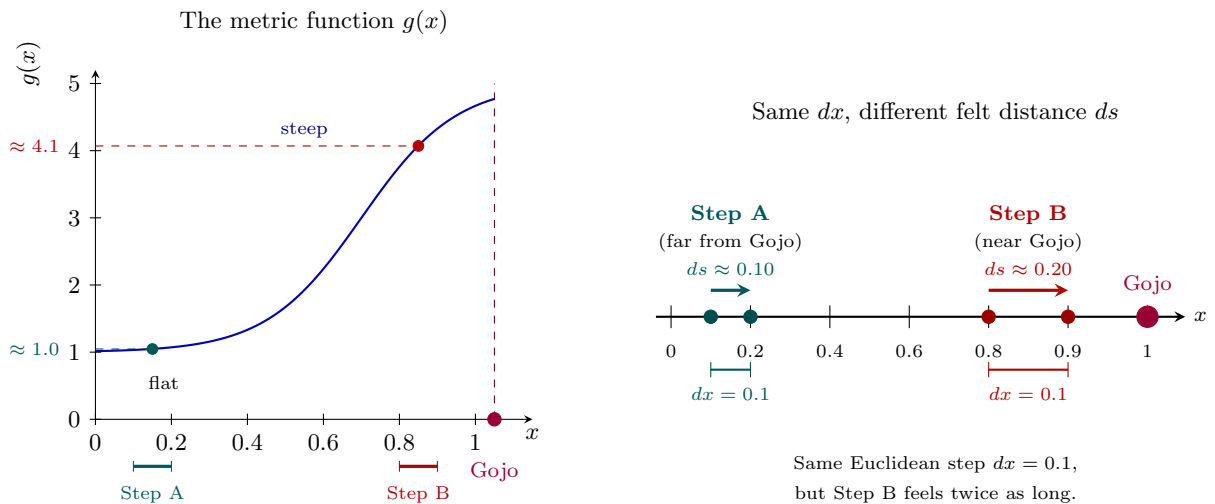 The metric function g(x)
g(x)
5
4
3
2
1
0
≈ 4.1
≈ 1.0
steep
flat
0 0.2 0.4 0.6 0.8 1 x
Step A
Step B
Gojo
Same dx, different felt distance ds
Step A
(far from Gojo)
ds ≈ 0.10
Step B
(near Gojo)
ds ≈ 0.20
Gojo
x
0 0.2 0.4 0.6 0.8 0.9 1
dx = 0.1
dx = 0.1
Same Euclidean step dx = 0.1,
but Step B feels twice as long.